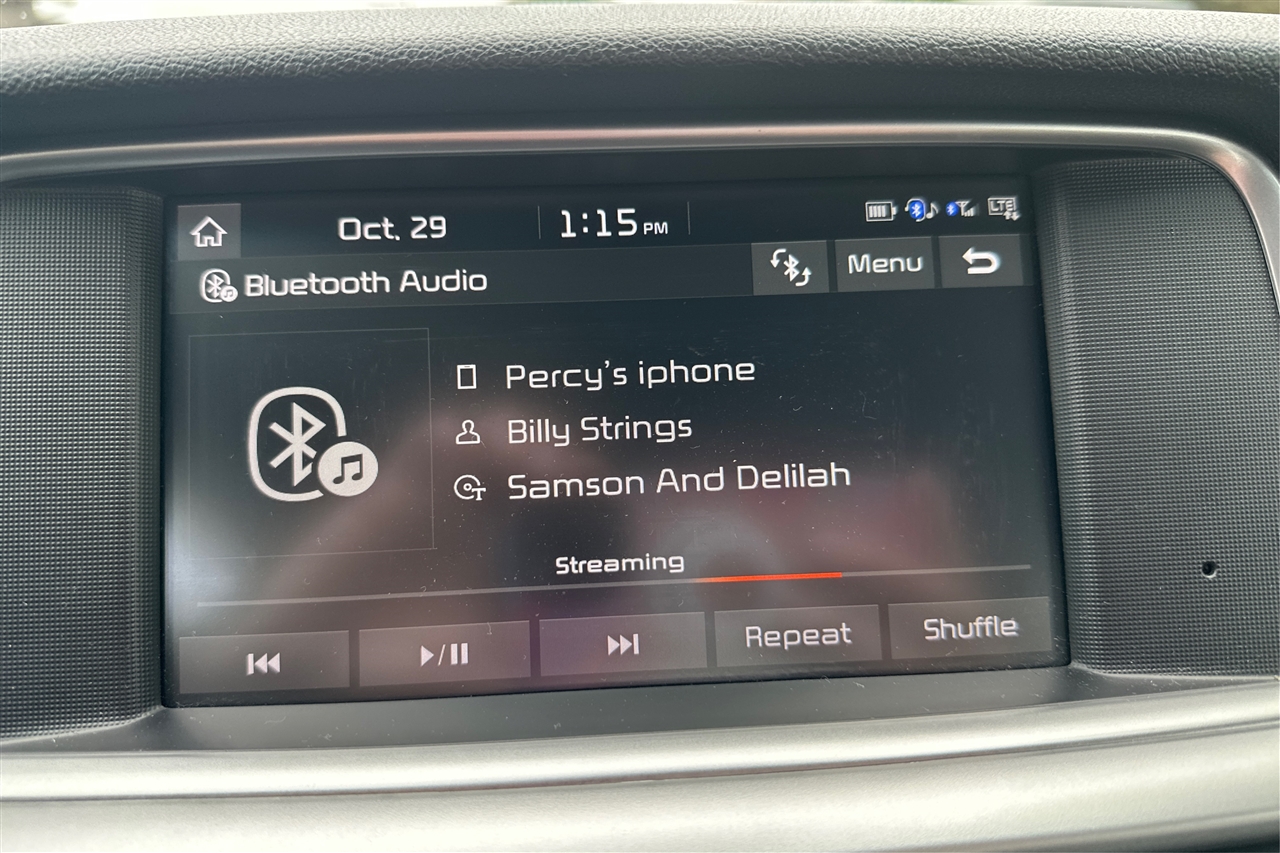 Oct. 29 1:15 PM LTE
Bluetooth Audio Menu
Percy's iphone
Billy Strings
Samson And Delilah
Streaming
Repeat Shuffle